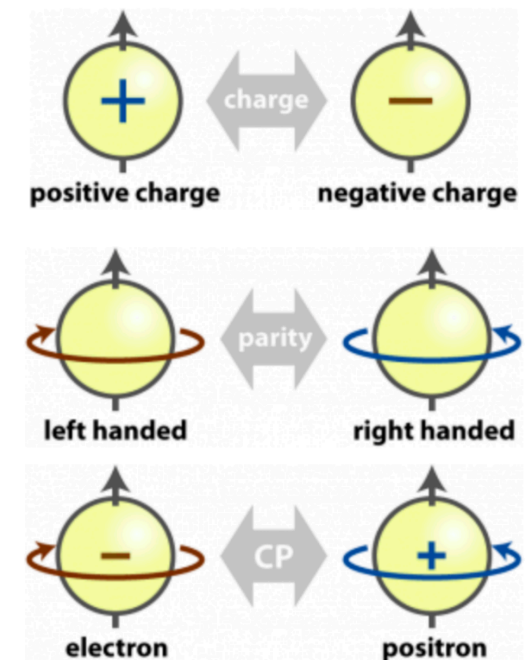 +
charge
−
positive charge
negative charge
parity
left handed
right handed
−
CP
+
electron
positron